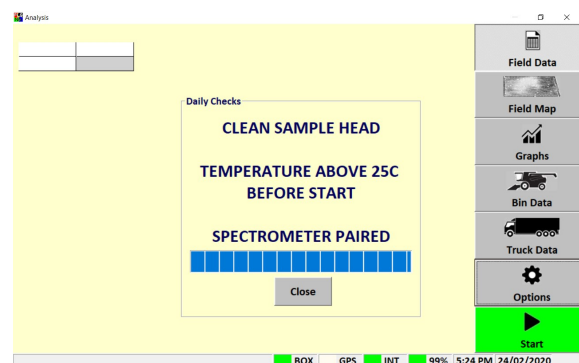 Analysis
Field Data
Field Map
Graphs
Bin Data
Truck Data
Options
Start
Daily Checks
CLEAN SAMPLE HEAD
TEMPERATURE ABOVE 25C
BEFORE START
SPECTROMETER PAIRED
Close
BOX GPS INT 99% 5:24 PM 24/02/2020